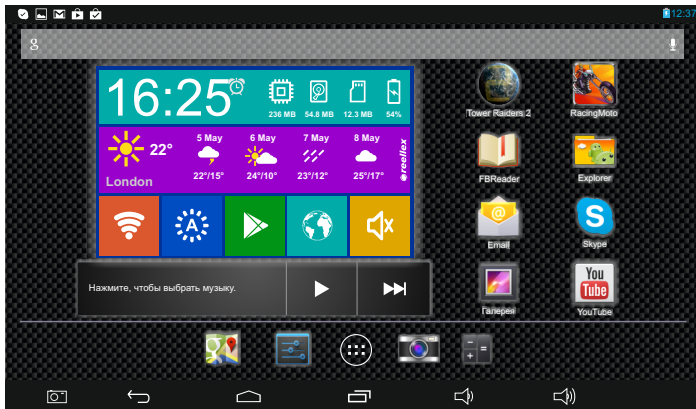 12:37
g
16:25
236 MB 54.8 MB 12.3 MB 54%
22°
London
5 May 6 May 7 May 8 May
22°/15° 24°/10° 23°/12° 25°/17°
reellex
A
Tower Raiders 2
RacingMoto
FBReader
Explorer
@
Email
S
Skype
Галерея
You
Tube
YouTube
Нажмите, чтобы выбрать музыку.